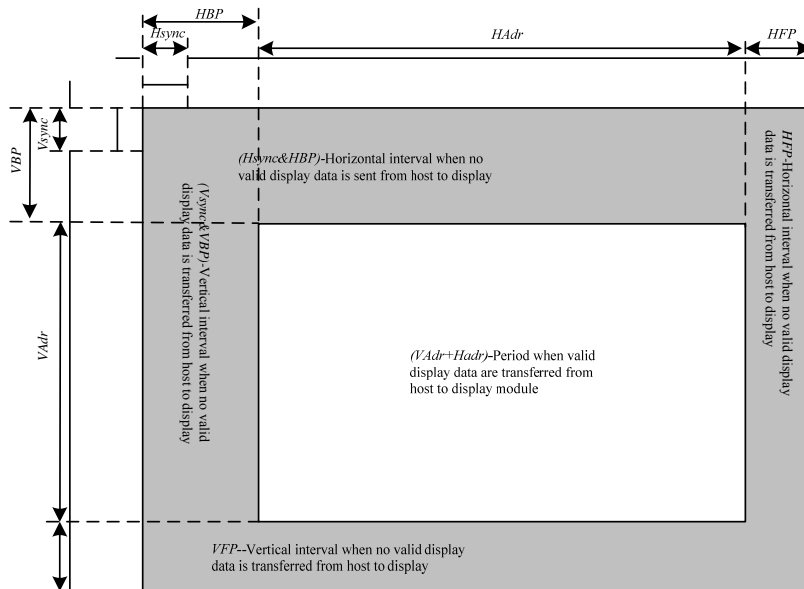 HBP
Hsync
HAdr
HFP
Vsync
VBP
(Hsync&HBP)-Horizontal interval when no
valid display data is sent from host to display
(Vsync&VBP)-Vertical interval when no valid
display data is transferred from host to display
HFP-Horizontal interval when no valid display
data is transferred from host to display
VAdr
(VAdr+Hadr)-Period when valid
display data are transferred from
host to display module
VFP--Vertical interval when no valid display
data is transferred from host to display